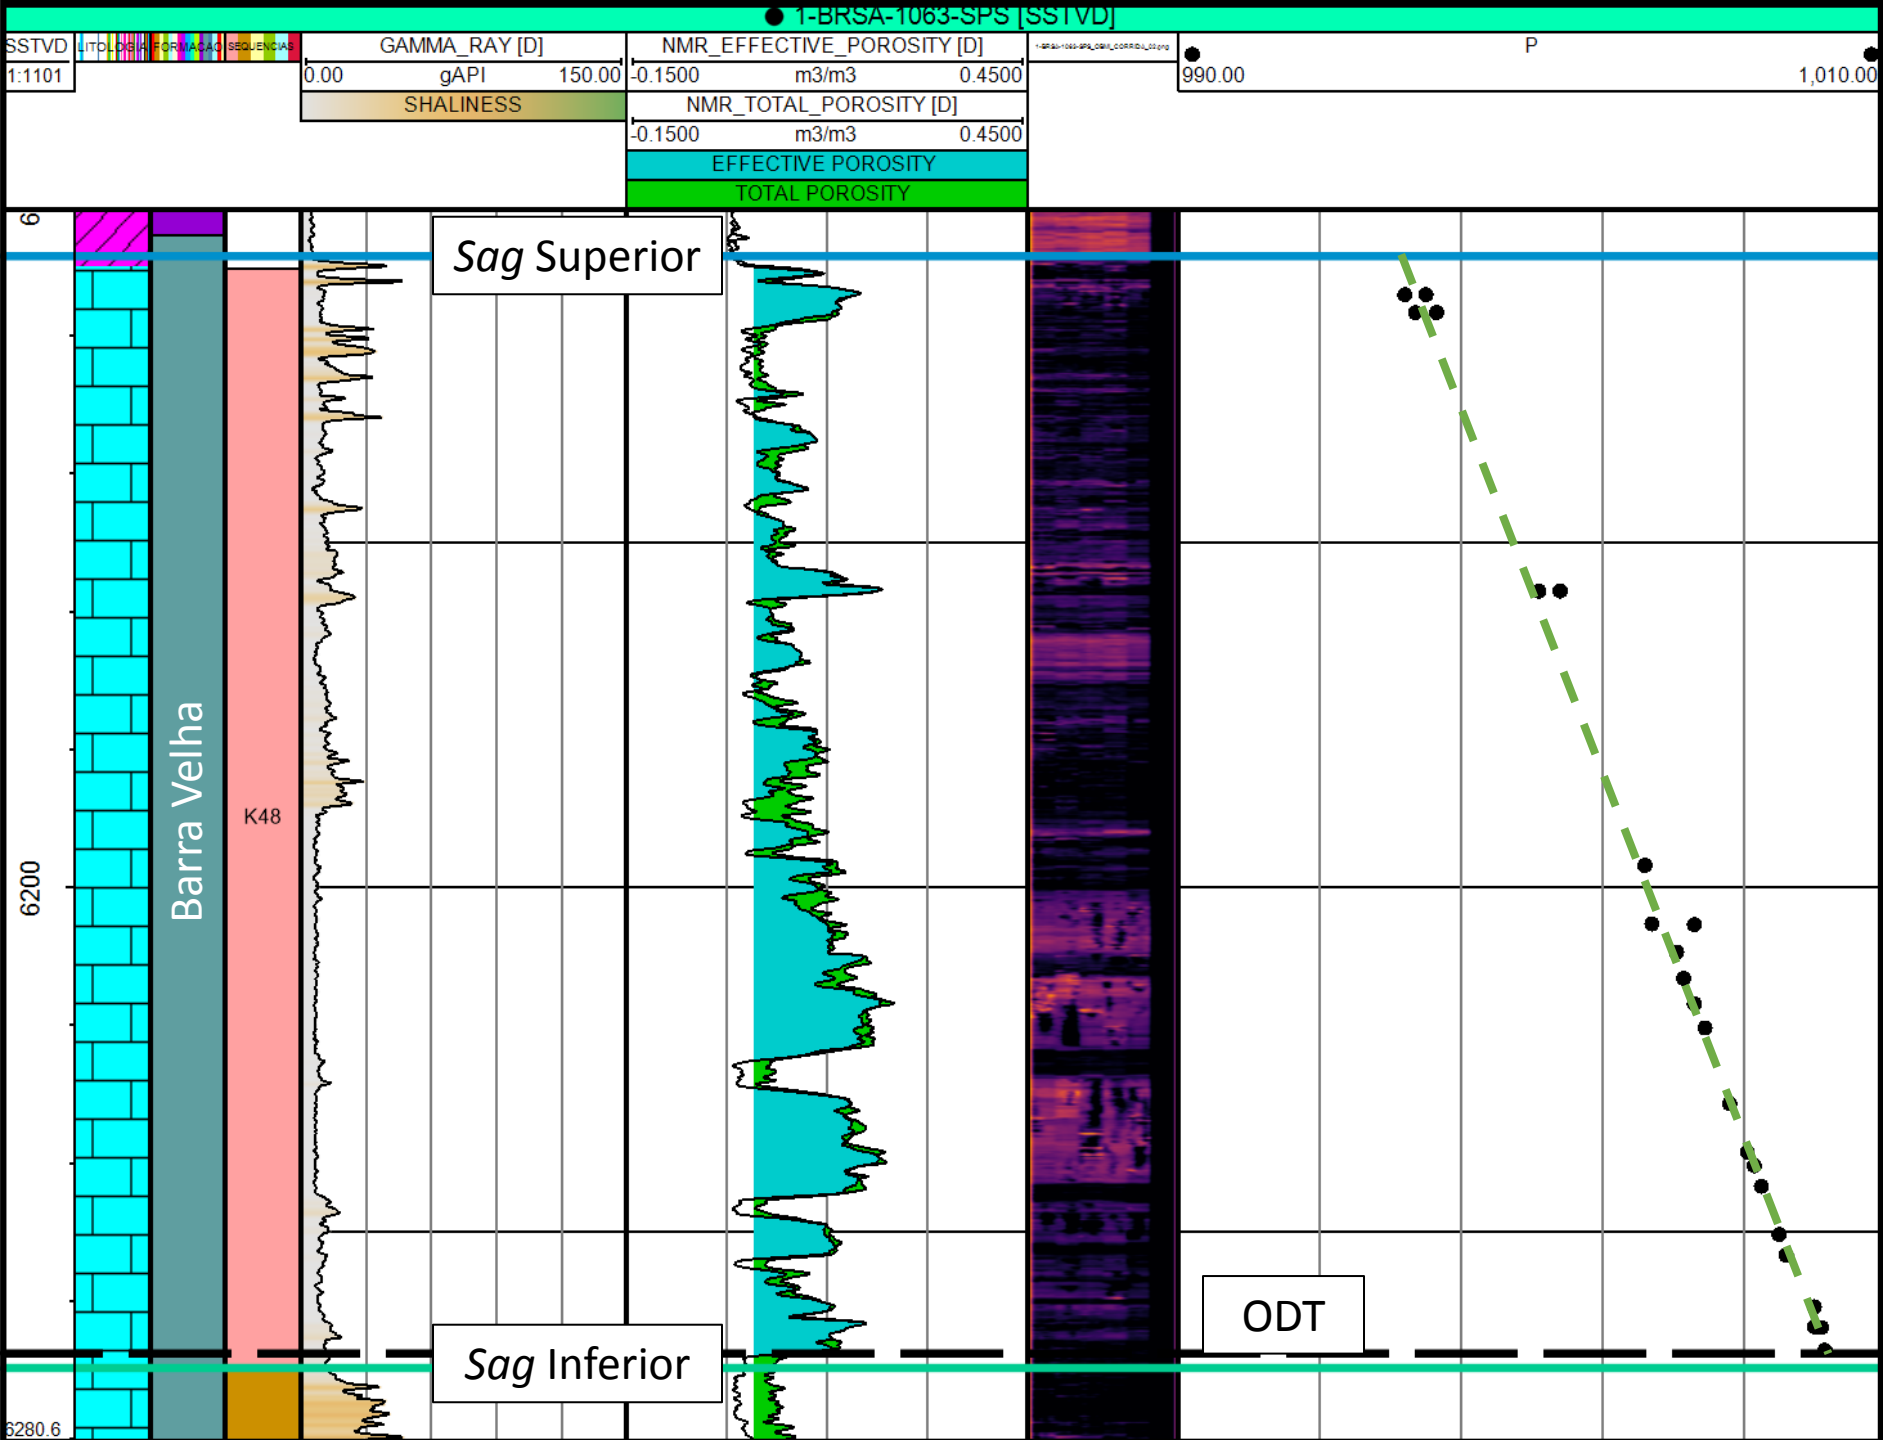 1-BRSA-1063-SPS [SSTVD]
SSTVD
1:1101
LITOLOGIA
FORMACAO
SEQUENCIAS
GAMMA_RAY [D]
0.00 gAPI 150.00
SHALINESS
NMR_EFFECTIVE_POROSITY [D]
-0.1500 m3/m3 0.4500
NMR_TOTAL_POROSITY [D]
-0.1500 m3/m3 0.4500
EFFECTIVE POROSITY
TOTAL POROSITY
P
990.00 1,010.00
6
Sag Superior
Barra Velha
K48
6200
ODT
Sag Inferior
6280.6